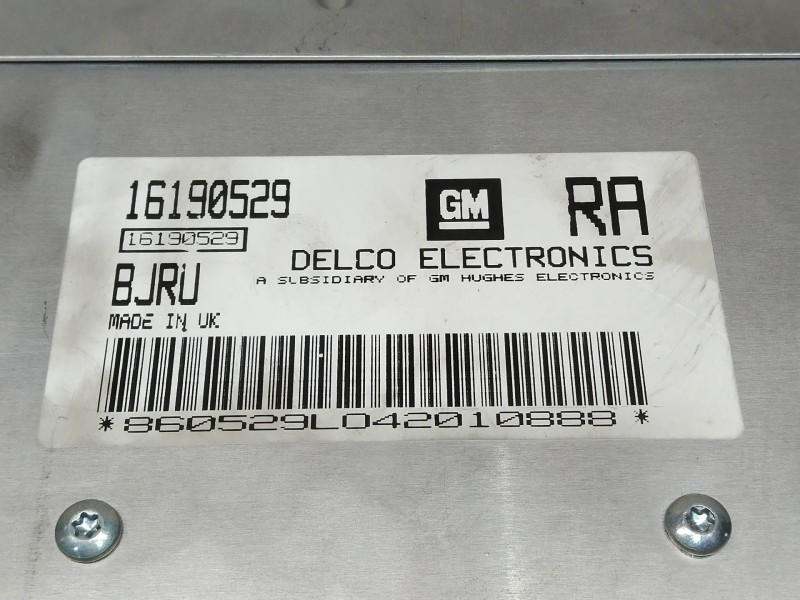 16190529
GM
RA
16190529
DELCO ELECTRONICS
A SUBSIDIARY OF GM HUGHES ELECTRONICS
BJRU
MADE IN UK
*860529L042010888*